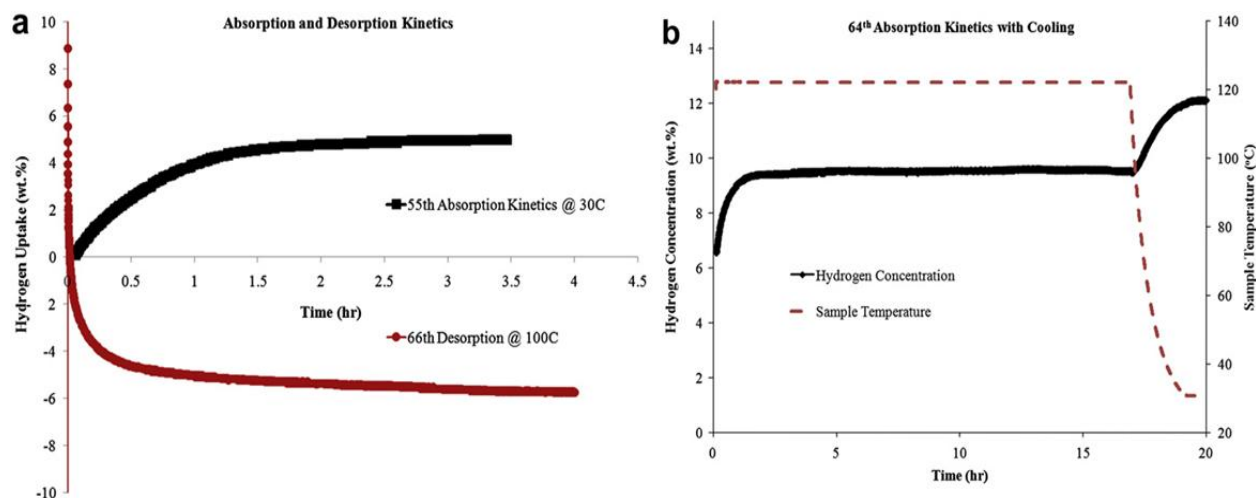 a
Absorption and Desorption Kinetics
Hydrogen Uptake (wt.%)
10
8
6
4
2
0
2
-4
-6
-8
-10
0 0.5 1 1.5 2 2.5 3 3.5 4 4.5
Time (hr)
55th Absorption Kinetics @ 30C
66th Desorption @ 100C
b
64th Absorption Kinetics with Cooling
Hydrogen Concentration (wt.%)
14
12
10
8
6
4
2
0
0 5 10 15 20
Time (hr)
Hydrogen Concentration
Sample Temperature
140
120
100
80
60
40
20
Sample Temperature (°C)